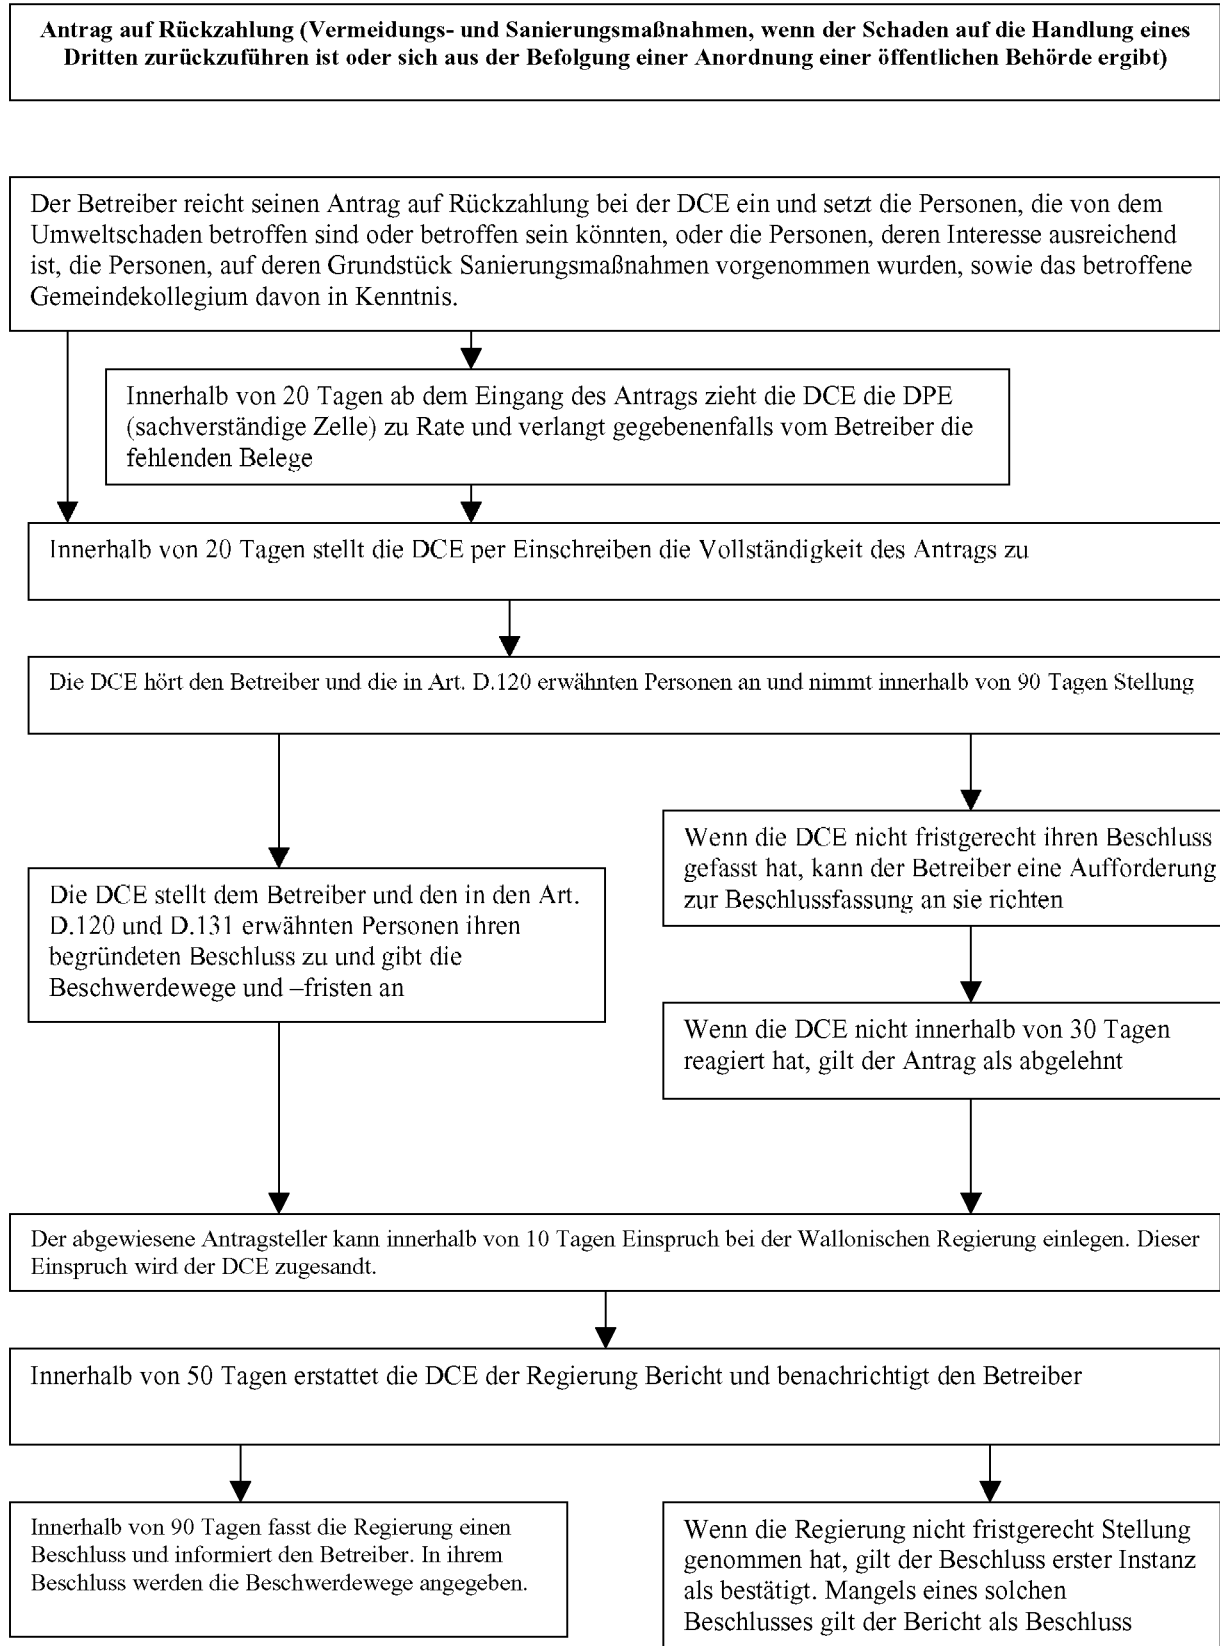 Antrag auf Rückzahlung (Vermeidungs- und Sanierungsmaßnahmen, wenn der Schaden auf die Handlung eines
Dritten zurückzuführen ist oder sich aus der Befolgung einer Anordnung einer öffentlichen Behörde ergibt)
Der Betreiber reicht seinen Antrag auf Rückzahlung bei der DCE ein und setzt die Personen, die von dem
Umweltschaden betroffen sind oder betroffen sein könnten, oder die Personen, deren Interesse ausreichend
ist, die Personen, auf deren Grundstück Sanierungsmaßnahmen vorgenommen wurden, sowie das betroffene
Gemeindekollegium davon in Kenntnis.
Innerhalb von 20 Tagen ab dem Eingang des Antrags zieht die DCE die DPE
(sachverständige Zelle) zu Rate und verlangt gegebenenfalls vom Betreiber die
fehlenden Belege
Innerhalb von 20 Tagen stellt die DCE per Einschreiben die Vollständigkeit des Antrags zu
Die DCE hört den Betreiber und die in Art. D.120 erwähnten Personen an und nimmt innerhalb von 90 Tagen Stellung
Die DCE stellt dem Betreiber und den in den Art.
D.120 und D.131 erwähnten Personen ihren
begründeten Beschluss zu und gibt die
Beschwerdewege und –fristen an
Wenn die DCE nicht fristgerecht ihren Beschluss
gefasst hat, kann der Betreiber eine Aufforderung
zur Beschlussfassung an sie richten
Wenn die DCE nicht innerhalb von 30 Tagen
reagiert hat, gilt der Antrag als abgelehnt
Der abgewiesene Antragsteller kann innerhalb von 10 Tagen Einspruch bei der Wallonischen Regierung einlegen. Dieser
Einspruch wird der DCE zugesandt.
Innerhalb von 50 Tagen erstattet die DCE der Regierung Bericht und benachrichtigt den Betreiber
Innerhalb von 90 Tagen fasst die Regierung einen
Beschluss und informiert den Betreiber. In ihrem
Beschluss werden die Beschwerdewege angegeben.
Wenn die Regierung nicht fristgerecht Stellung
genommen hat, gilt der Beschluss erster Instanz
als bestätigt. Mangels eines solchen
Beschlusses gilt der Bericht als Beschluss